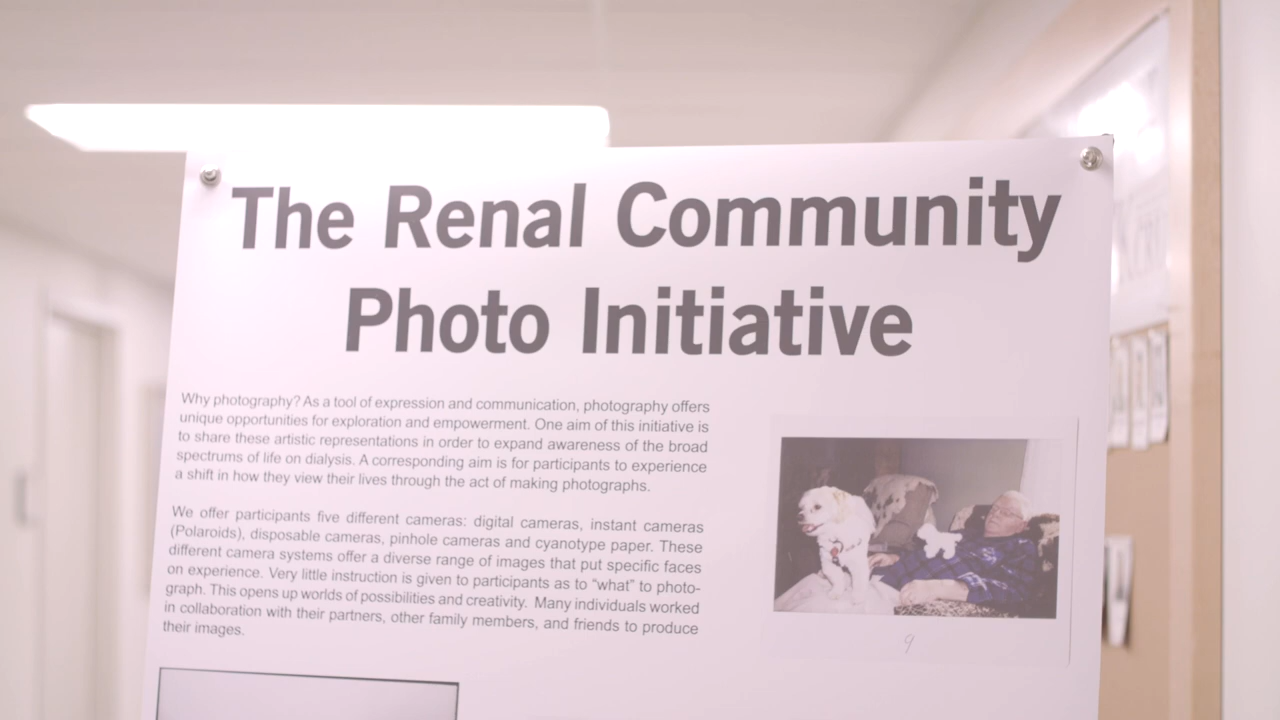 The Renal Community
Photo Initiative
Why photography? As a tool of expression and communication, photography offers
unique opportunities for exploration and empowerment. One aim of this initiative is
to share these artistic representations in order to expand awareness of the broad
spectrums of life on dialysis. A corresponding aim is for participants to experience
a shift in how they view their lives through the act of making photographs.
We offer participants five different cameras: digital cameras, instant cameras
(Polaroids), disposable cameras, pinhole cameras and cyanotype paper. These
different camera systems offer a diverse range of images that put specific faces
on experience. Very little instruction is given to participants as to “what” to photo-
graph. This opens up worlds of possibilities and creativity. Many individuals worked
in collaboration with their partners, other family members, and friends to produce
their images.
9